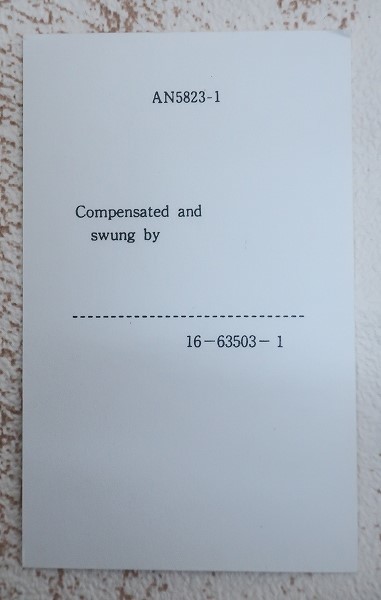 AN5823-1
Compensated and
swung by
16-63503- 1